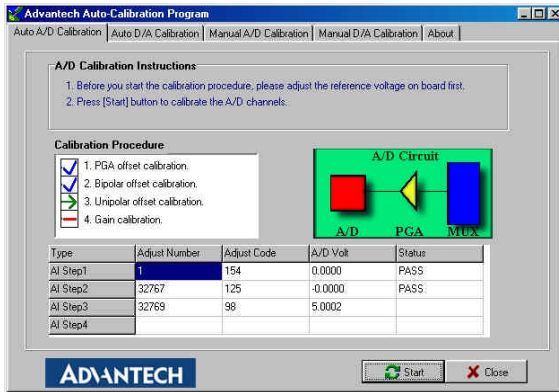 Advantech Auto-Calibration Program
Auto A/D Calibration Auto D/A Calibration Manual A/D Calibration Manual D/A Calibration About
A/D Calibration Instructions
1. Before you start the calibration procedure, please adjust the reference voltage on board first.
2. Press [Start] button to calibrate the A/D channels.
Calibration Procedure
1. PGA offset calibration.
2. Bipolar offset calibration.
3. Unipolar offset calibration.
4. Gain calibration.
A/D Circuit
A/D PGA MUX
Type Adjust Number Adjust Code A/D Volt Status
AI Step1 1 154 0.0000 PASS
AI Step2 32767 125 -0.0000 PASS
AI Step3 32769 98 5.0002
AI Step4
ADVANTECH
Start Close